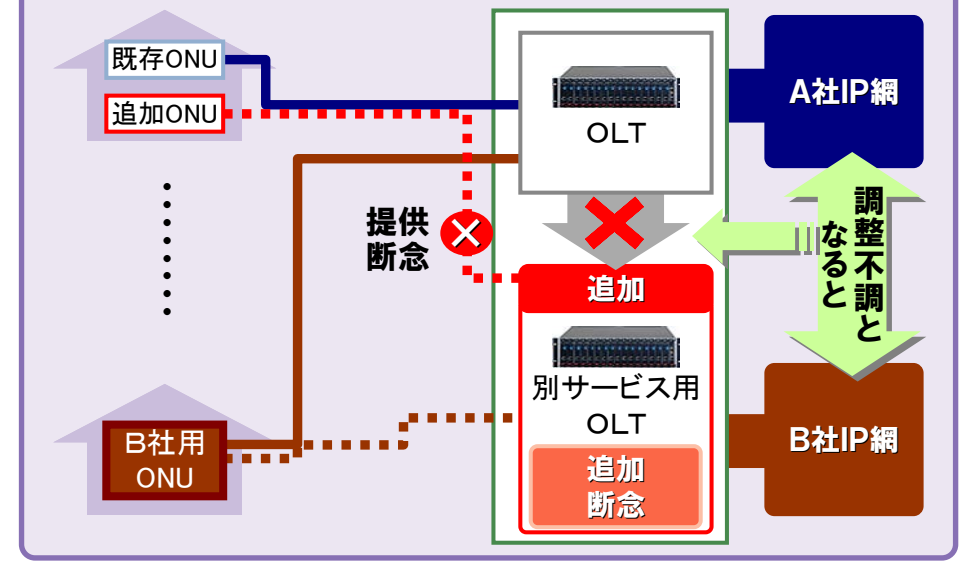 既存ONU
追加ONU
OLT
A社IP網
提供
断念
調整不調と
なると
追加
別サービス用
OLT
追加
断念
B社用
ONU
B社IP網